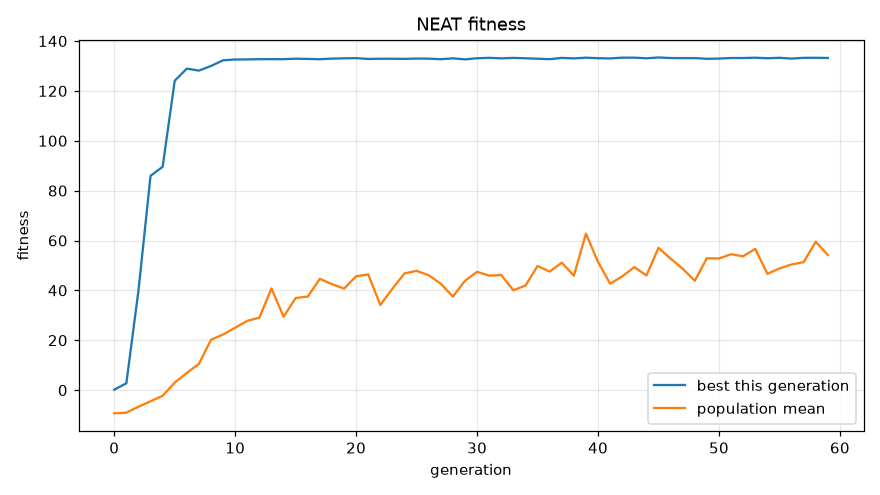 NEAT fitness
140
120
100
80
60
40
20
0
fitness
0 10 20 30 40 50 60
generation
best this generation
population mean